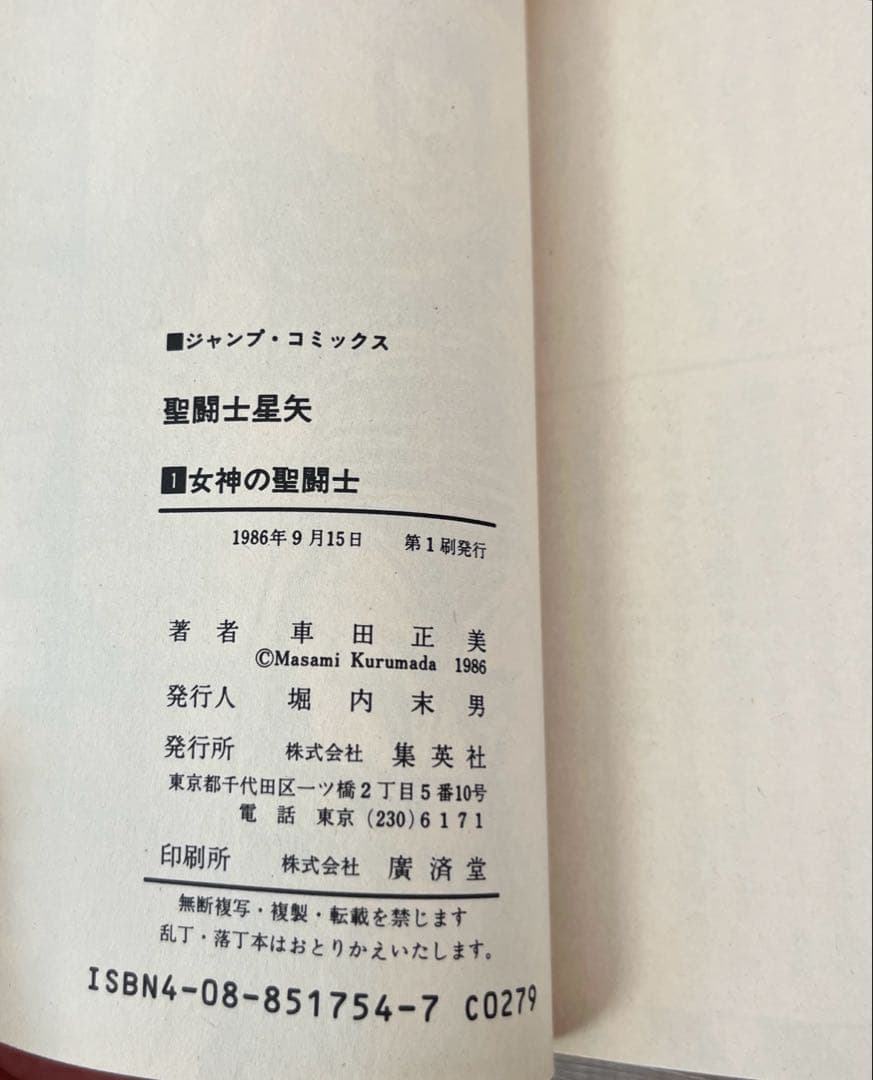 ■ジャンプ・コミックス
聖闘士星矢
1女神の聖闘士
1986年9月15日 第1刷発行
著者 車田正美
©Masami Kurumada 1986
発行人 堀内末男
発行所 株式会社 集英社
東京都千代田区一ツ橋2丁目5番10号
電話 東京(230)6171
印刷所 株式会社 廣済堂
無断複写・複製・転載を禁じます
乱丁・落丁本はおとりかえいたします。
ISBN4-08-851754-7 C0279